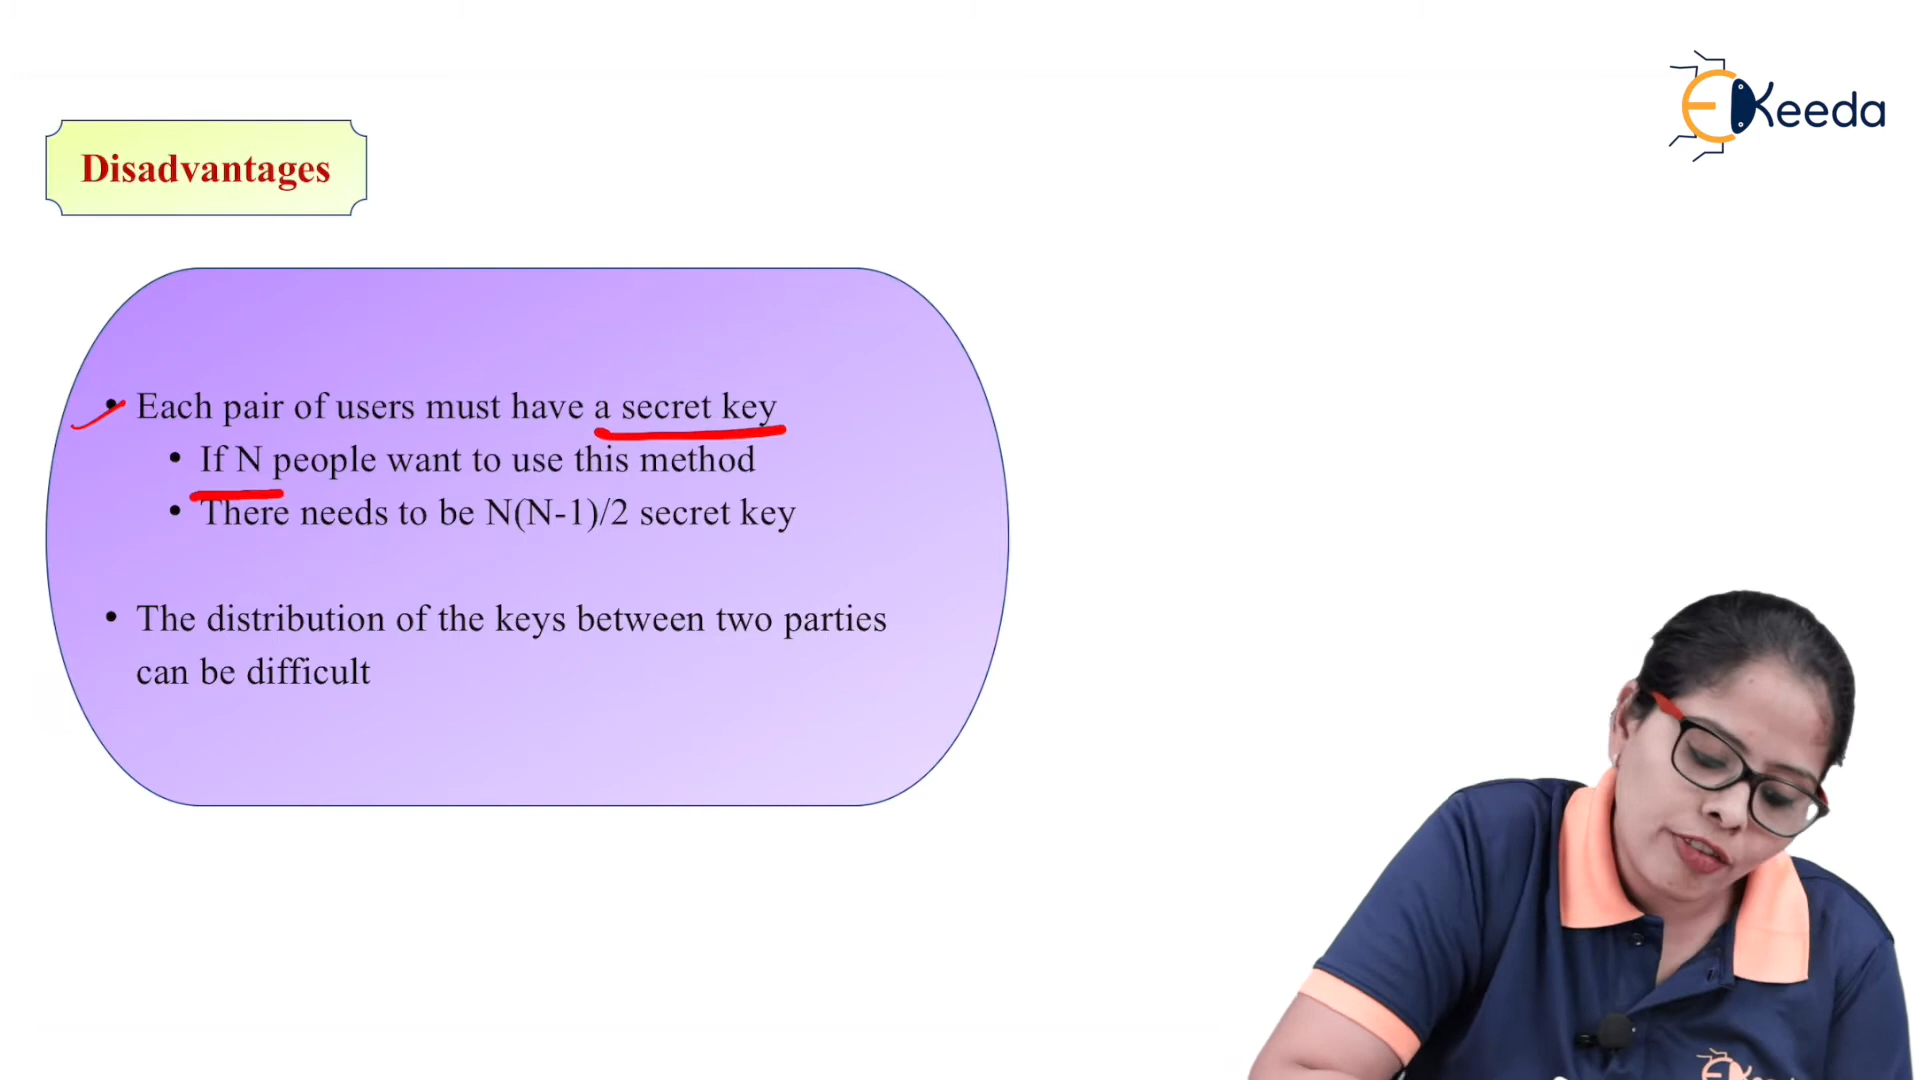 EKeeda
Disadvantages
• Each pair of users must have a secret key
• If N people want to use this method
• There needs to be N(N-1)/2 secret key
• The distribution of the keys between two parties
can be difficult